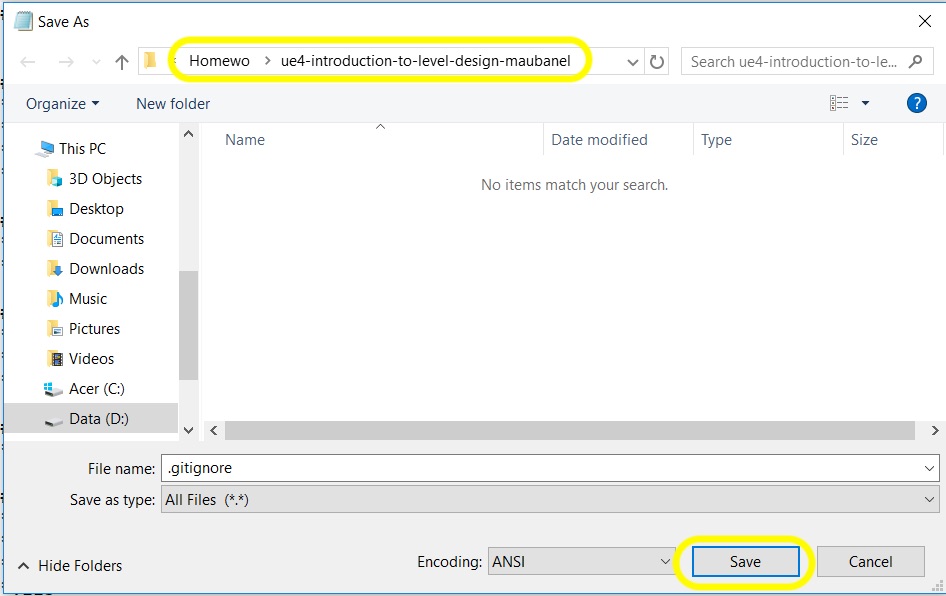 Save As
Homewo > ue4-introduction-to-level-design-maubanel
Search ue4-introduction-to-le...
Organize
New folder
?
Name
Date modified
Type
Size
No items match your search.
This PC
3D Objects
Desktop
Documents
Downloads
Music
Pictures
Videos
Acer (C:)
Data (D:)
File name: .gitignore
Save as type: All Files (*.*)
Hide Folders
Encoding: ANSI
Save
Cancel